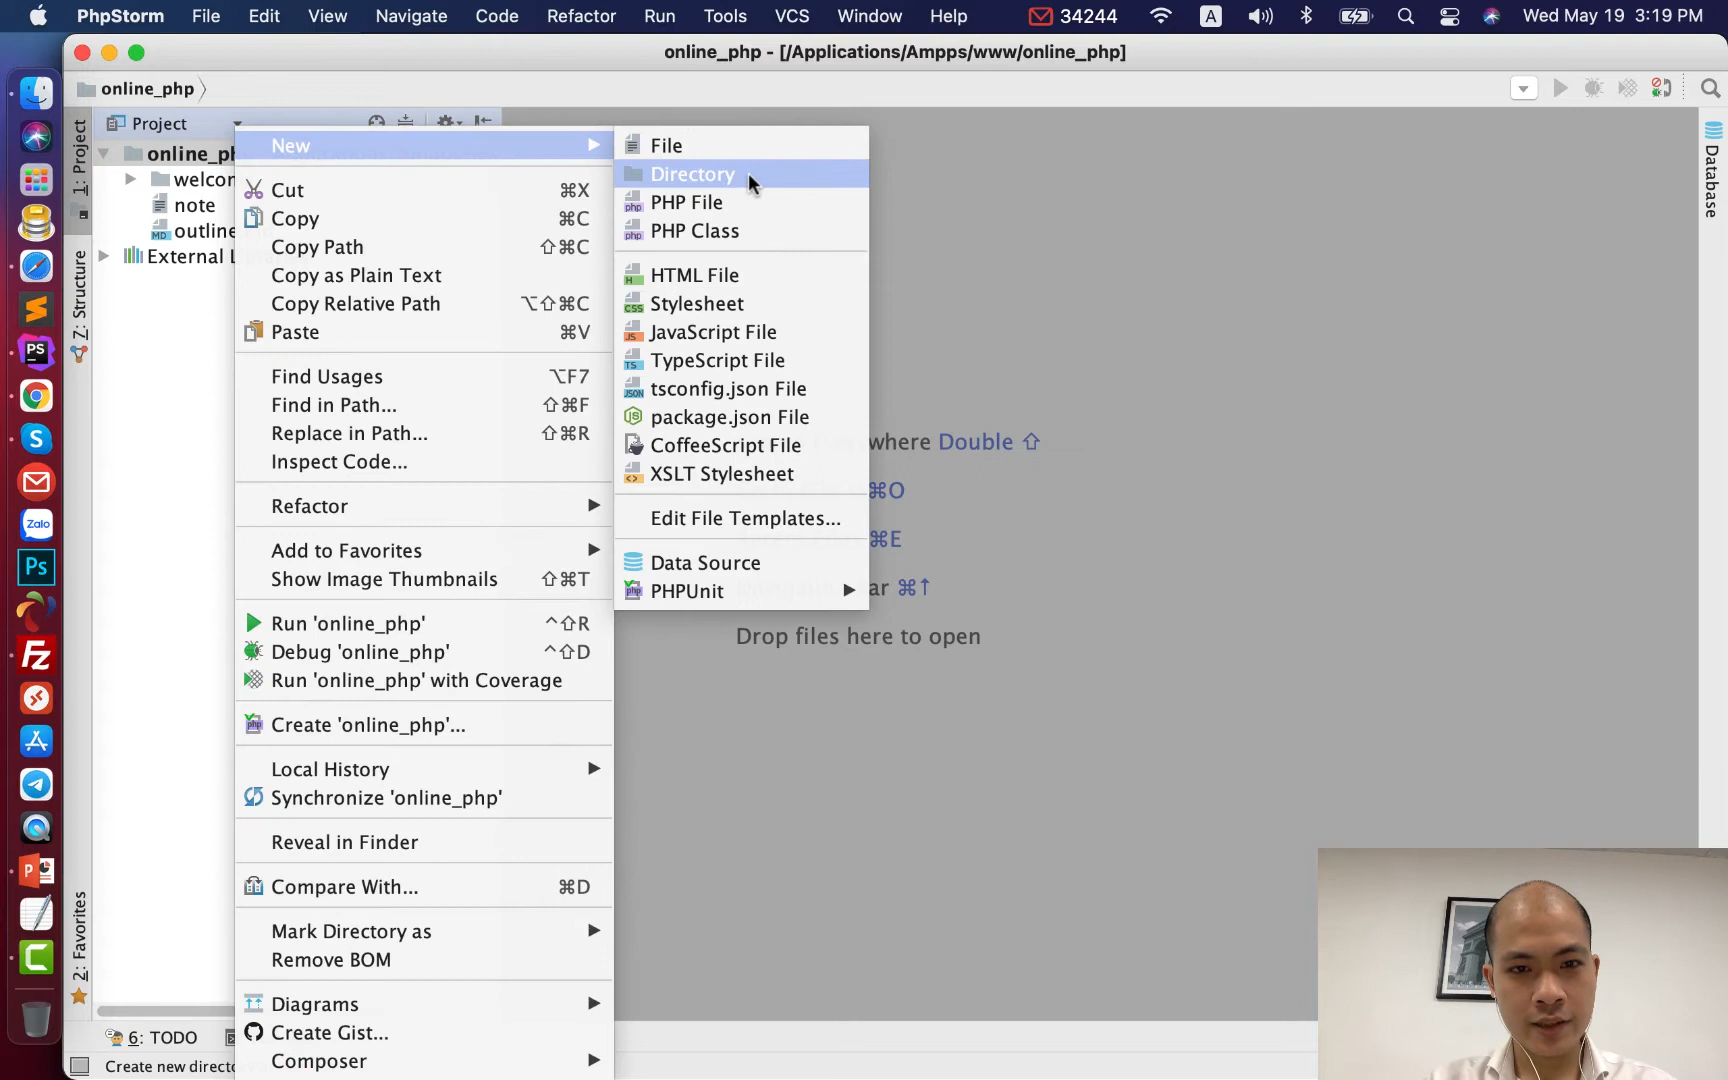 PhpStorm File Edit View Navigate Code Refactor Run Tools VCS Window Help 34244 A Wed May 19 3:19 PM
online_php - [/Applications/Ampps/www/online_php]
online_php
1: Project
Z: Structure
2: Favorites
Project
online_ph
welcon
note
outline
External L
New
Cut ⌘X
Copy ⌘C
Copy Path ⇧⌘C
Copy as Plain Text
Copy Relative Path ⌥⇧⌘C
Paste ⌘V
Find Usages ⌥F7
Find in Path... ⇧⌘F
Replace in Path... ⇧⌘R
Inspect Code...
Refactor
Add to Favorites
Show Image Thumbnails ⇧⌘T
Run 'online_php' ^⇧R
Debug 'online_php' ^⇧D
Run 'online_php' with Coverage
Create 'online_php'...
Local History
Synchronize 'online_php'
Reveal in Finder
Compare With... ⌘D
Mark Directory as
Remove BOM
Diagrams
Create Gist...
Composer
File
Directory
PHP File
PHP Class
HTML File
Stylesheet
JavaScript File
TypeScript File
tsconfig.json File
package.json File
CoffeeScript File
XSLT Stylesheet
Edit File Templates...
Data Source
PHPUnit
where Double ⇧
⌘O
⌘E
ar ⌘↑
Drop files here to open
Database
PS
S
Zalo
Ps
Fz
P
C
6: TODO
Create new directo